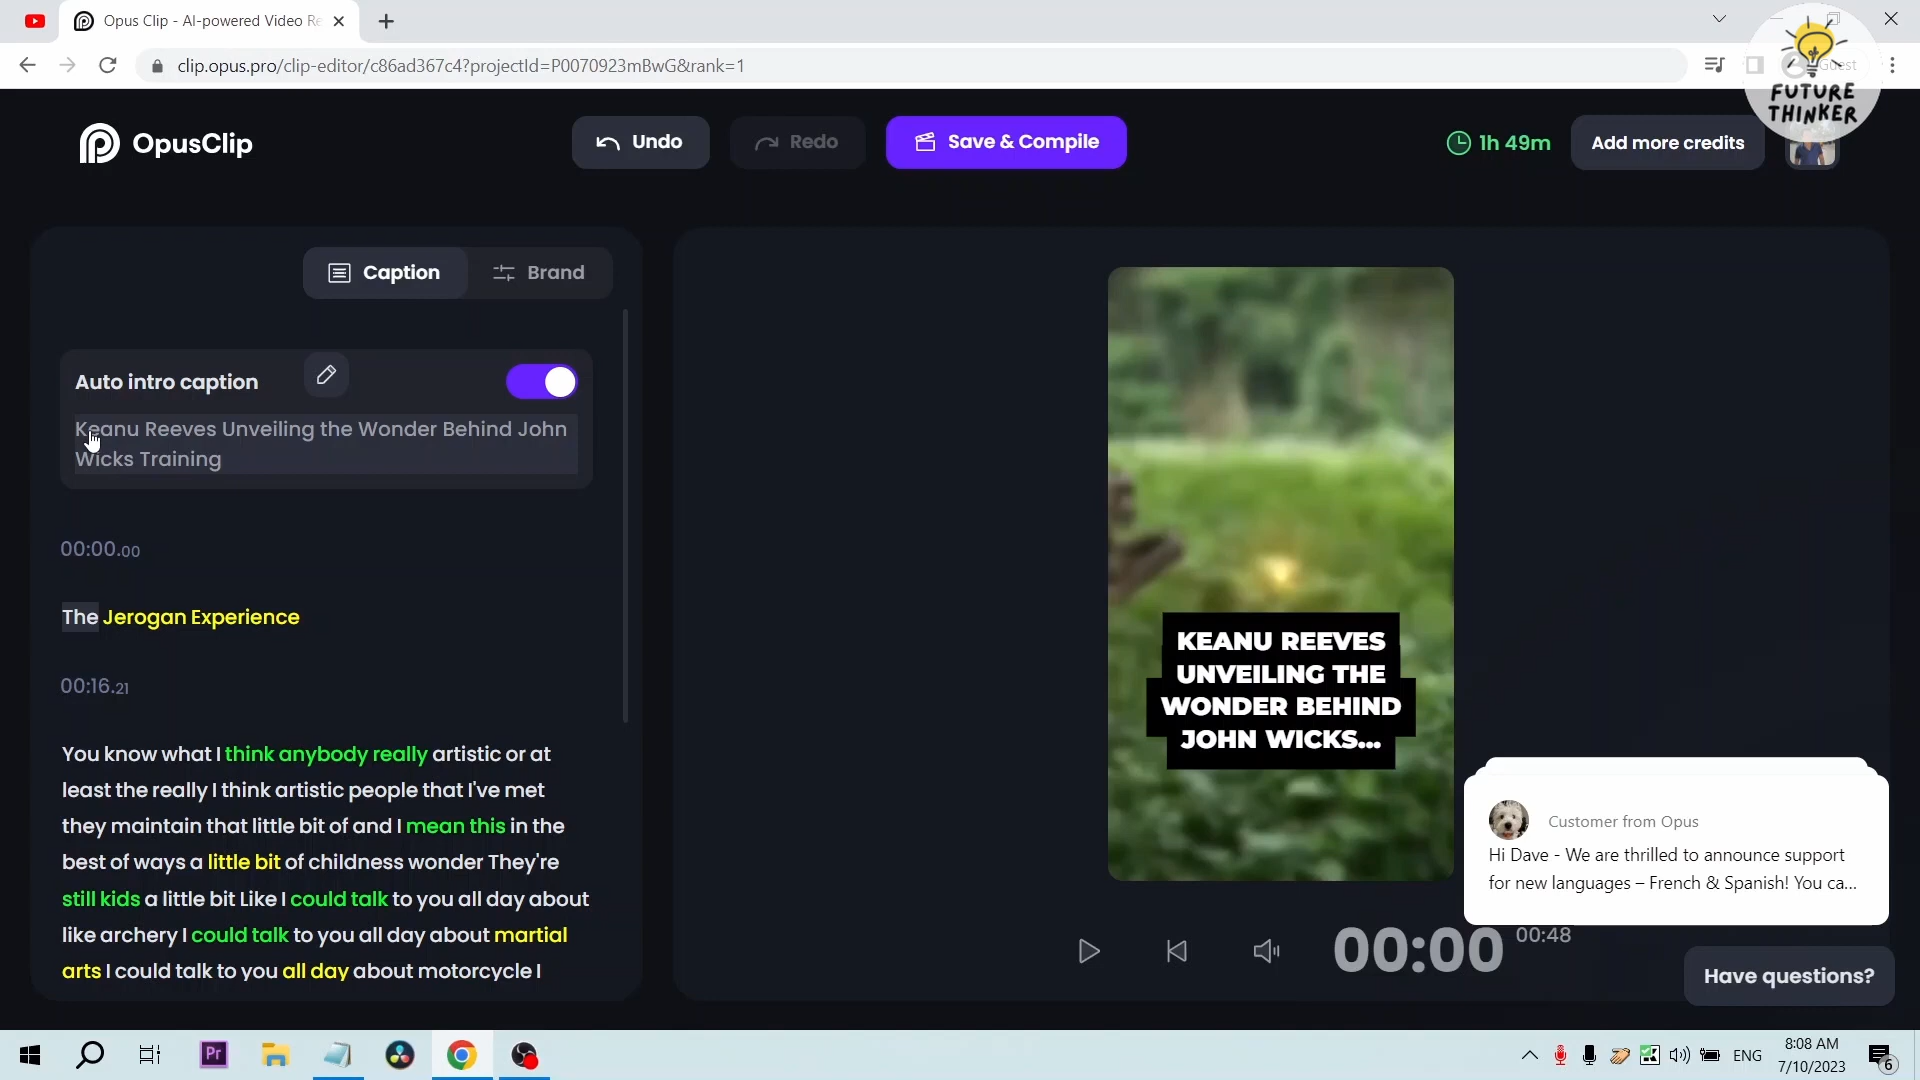 Opus Clip - AI-powered Video Re
clip.opus.pro/clip-editor/c86ad367c4?projectId=P0070923mBwG&rank=1
Guest
FUTURE
THINKER
OpusClip
Undo
Redo
Save & Compile
1h 49m
Add more credits
Caption
Brand
Auto intro caption
Keanu Reeves Unveiling the Wonder Behind John
Wicks Training
00:00.00
The Jerogan Experience
00:16.21
You know what I think anybody really artistic or at
least the really I think artistic people that I've met
they maintain that little bit of and I mean this in the
best of ways a little bit of childness wonder They're
still kids a little bit Like I could talk to you all day about
like archery I could talk to you all day about martial
arts I could talk to you all day about motorcycle I
KEANU REEVES
UNVEILING THE
WONDER BEHIND
JOHN WICKS...
Customer from Opus
Hi Dave - We are thrilled to announce support
for new languages – French & Spanish! You ca...
00:00
00:48
Have questions?
Pr
ENG
8:08 AM
7/10/2023
6